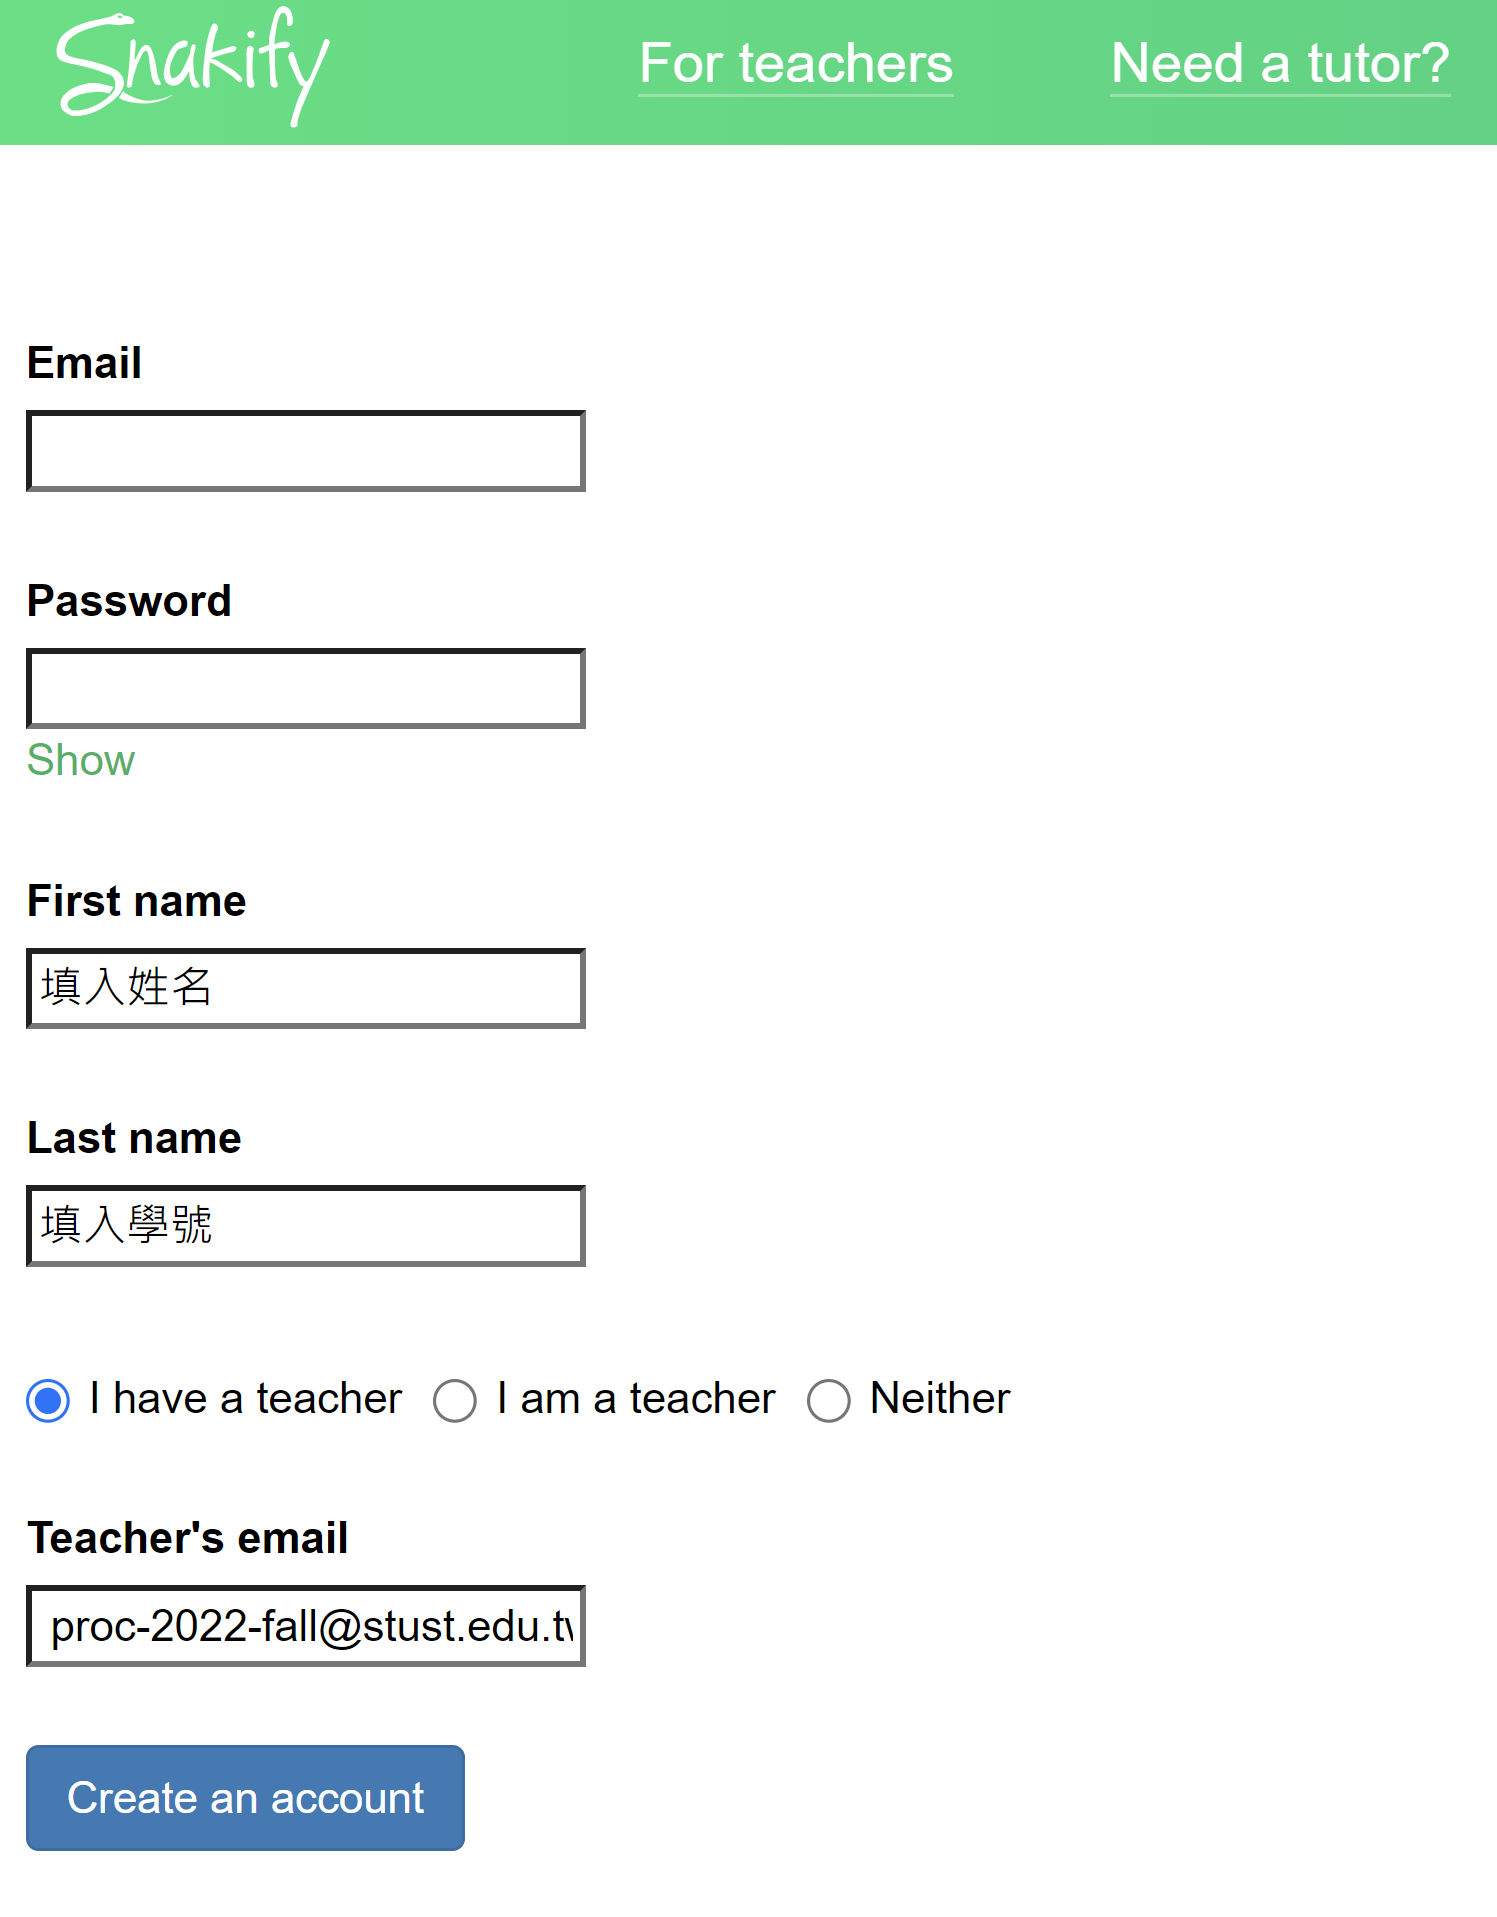 Snakify
For teachers
Need a tutor?
Email
Password
Show
First name
填入姓名
Last name
填入學號
I have a teacher I am a teacher Neither
Teacher's email
proc-2022-fall@stust.edu.tw
Create an account